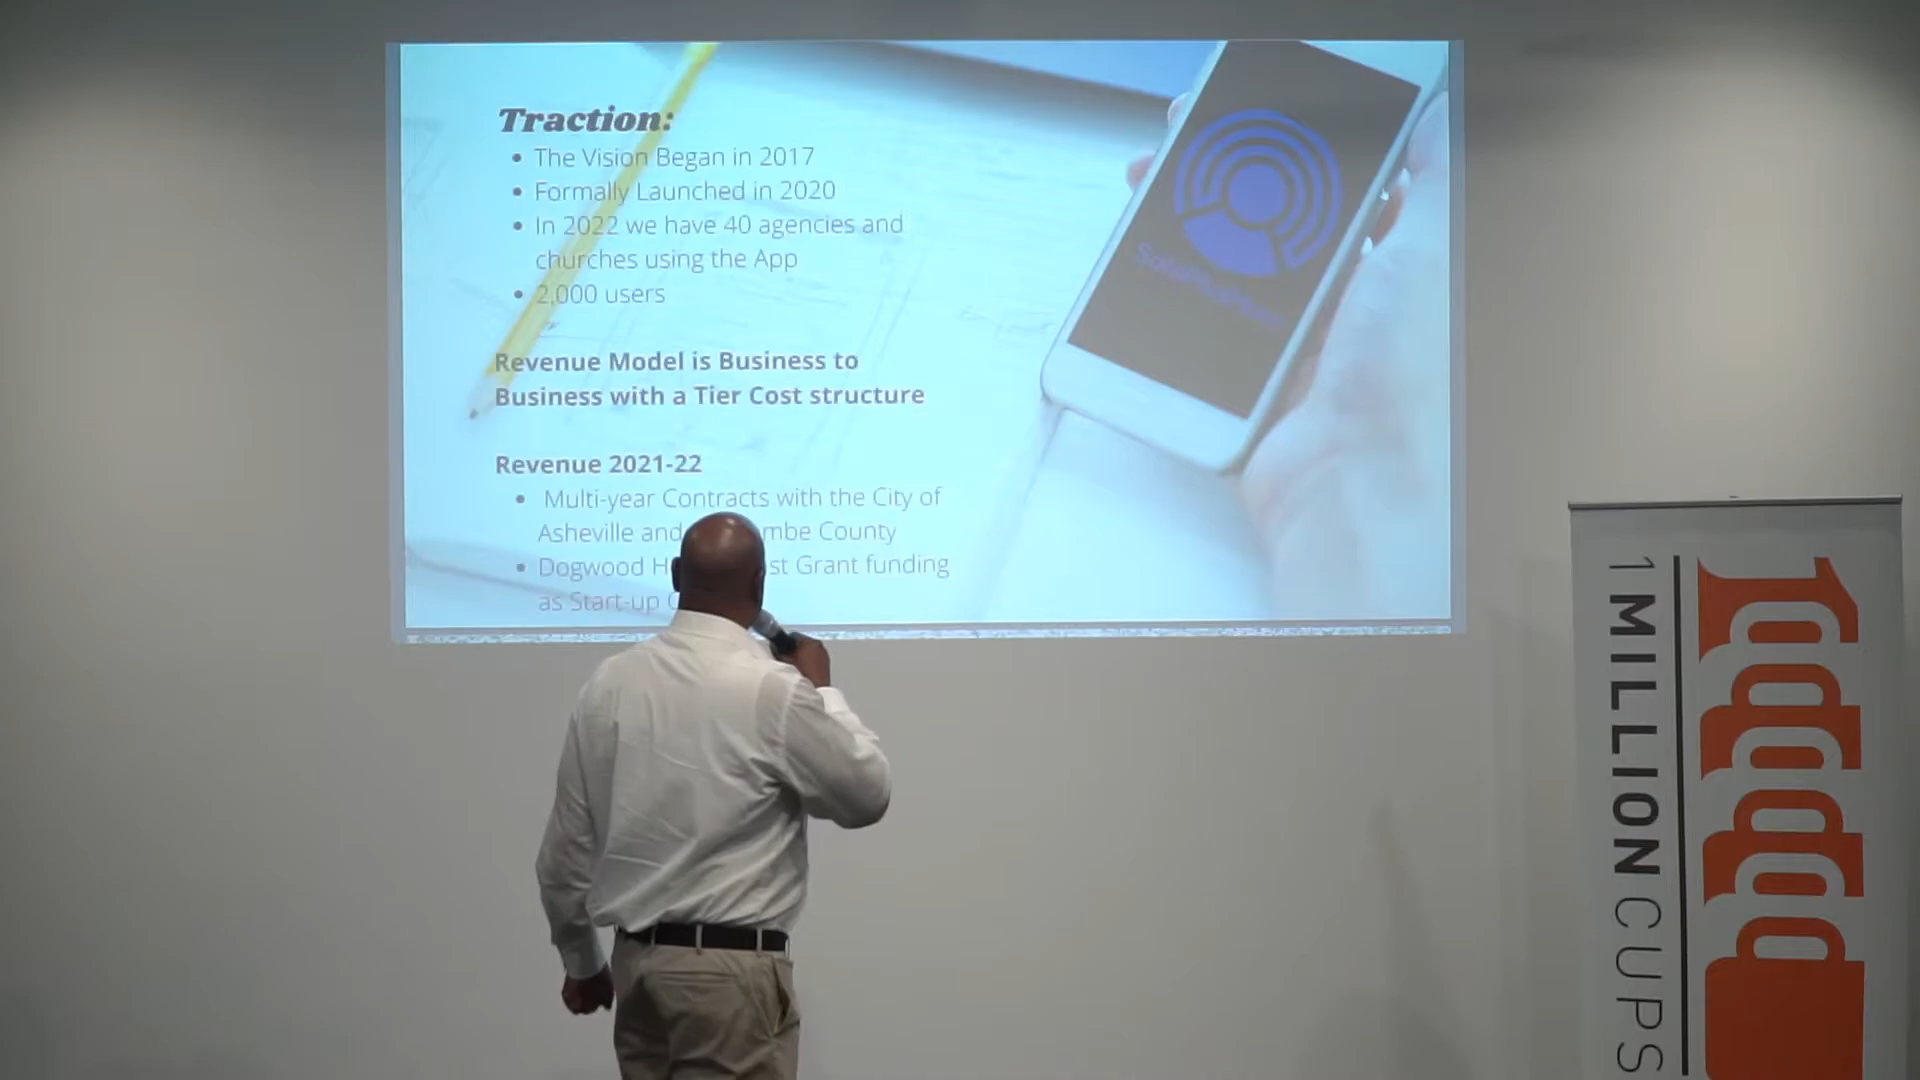 Traction:
• The Vision Began in 2017
• Formally Launched in 2020
• In 2022 we have 40 agencies and
churches using the App
• 2,000 users
Revenue Model is Business to
Business with a Tier Cost structure
Revenue 2021-22
• Multi-year Contracts with the City of
Asheville and County
• Dogwood Grant funding
as Start-up
1 MILLION CUPS